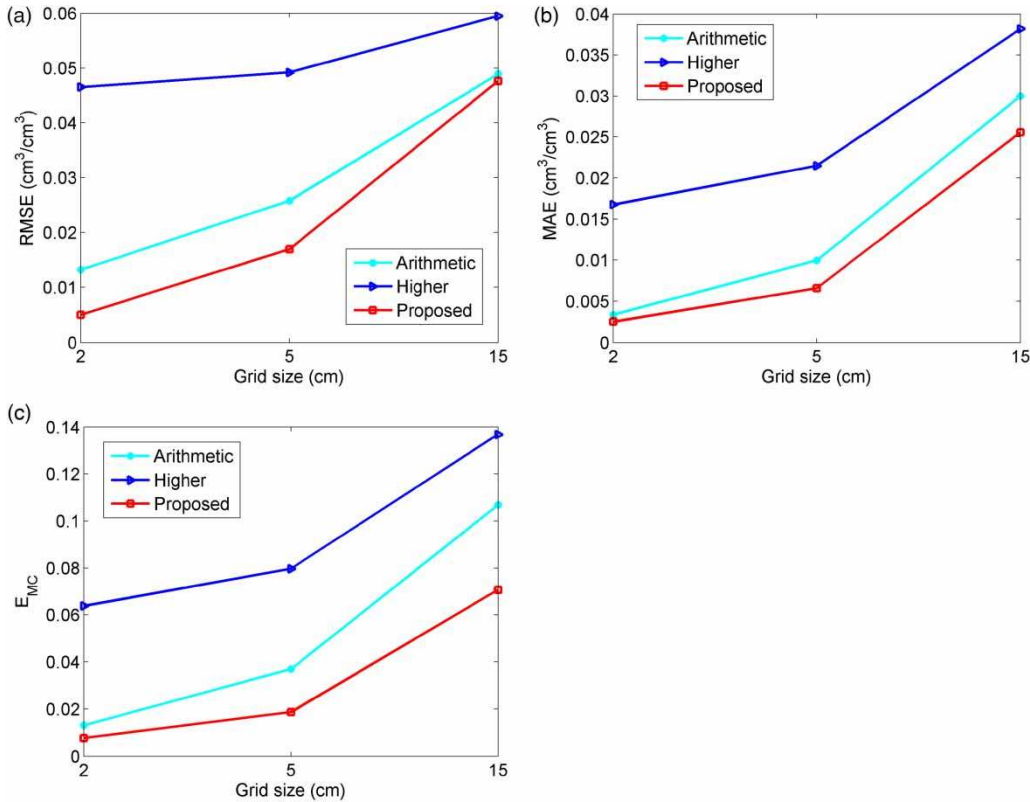 (a)
0.06
0.05
0.04
0.03
0.02
0.01
0
RMSE (cm³/cm³)
Arithmetic
Higher
Proposed
2
5
15
Grid size (cm)
(b)
0.04
0.035
0.03
0.025
0.02
0.015
0.01
0.005
0
MAE (cm³/cm³)
Arithmetic
Higher
Proposed
2
5
15
Grid size (cm)
(c)
0.14
0.12
0.1
0.08
0.06
0.04
0.02
0
E_MC
Arithmetic
Higher
Proposed
2
5
15
Grid size (cm)